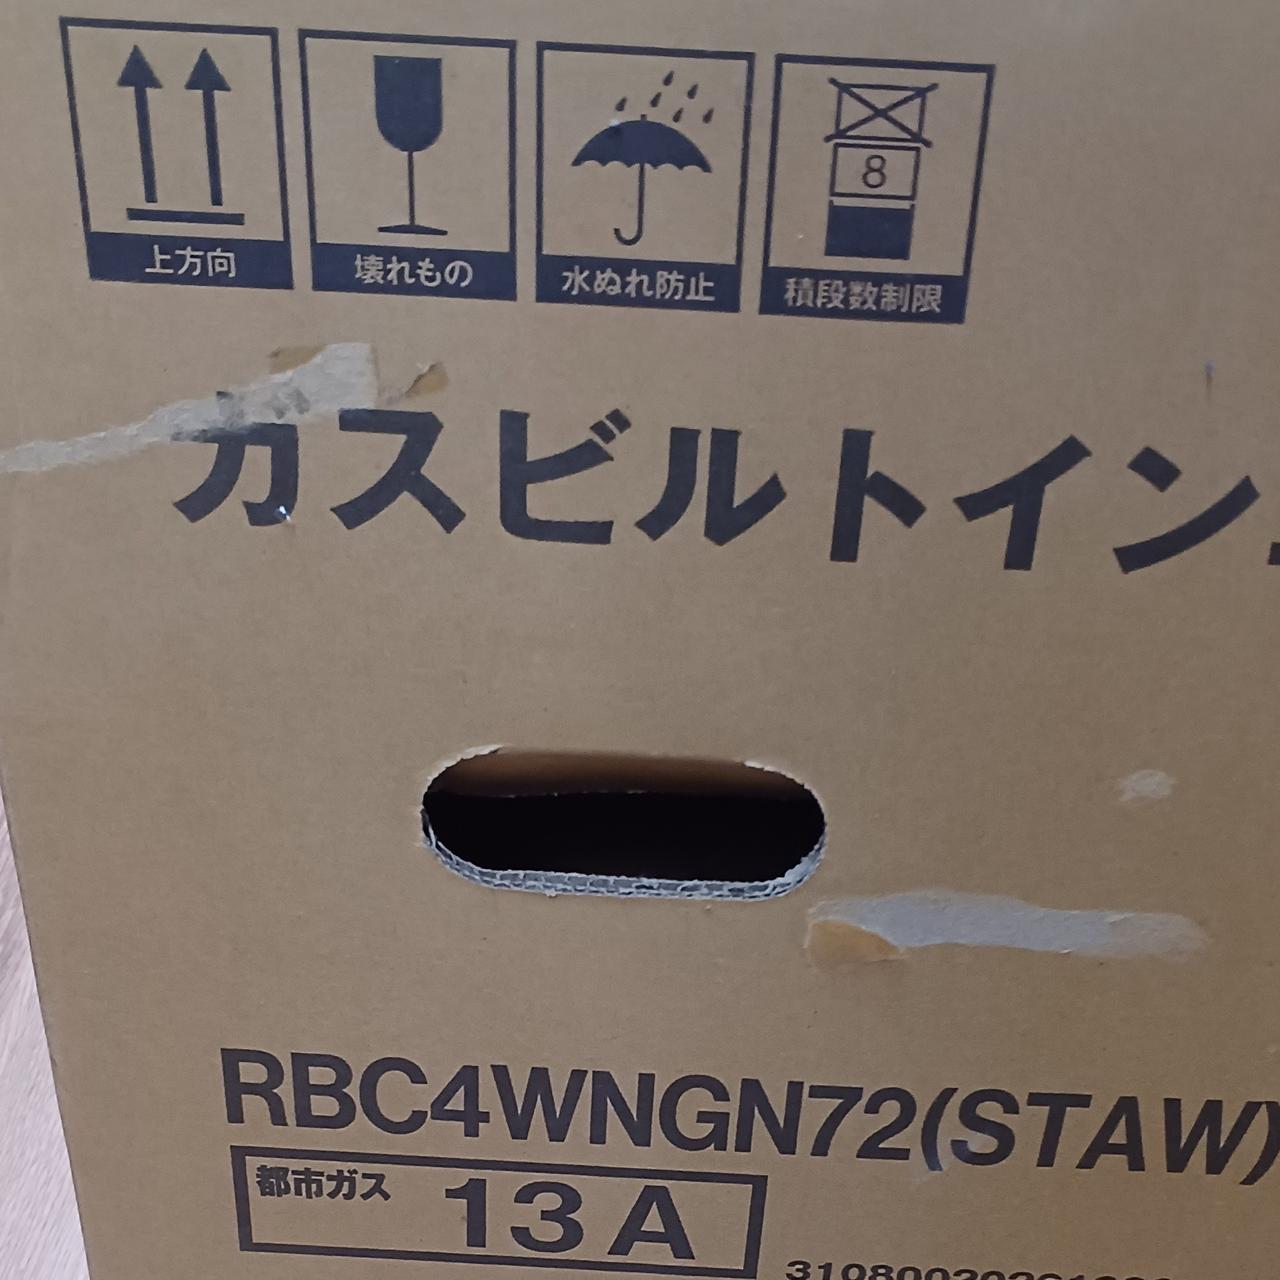 上方向
壊れもの
水ぬれ防止
8
積段数制限
ガスビルトイン
RBC4WNGN72(STAW)
都市ガス 13A